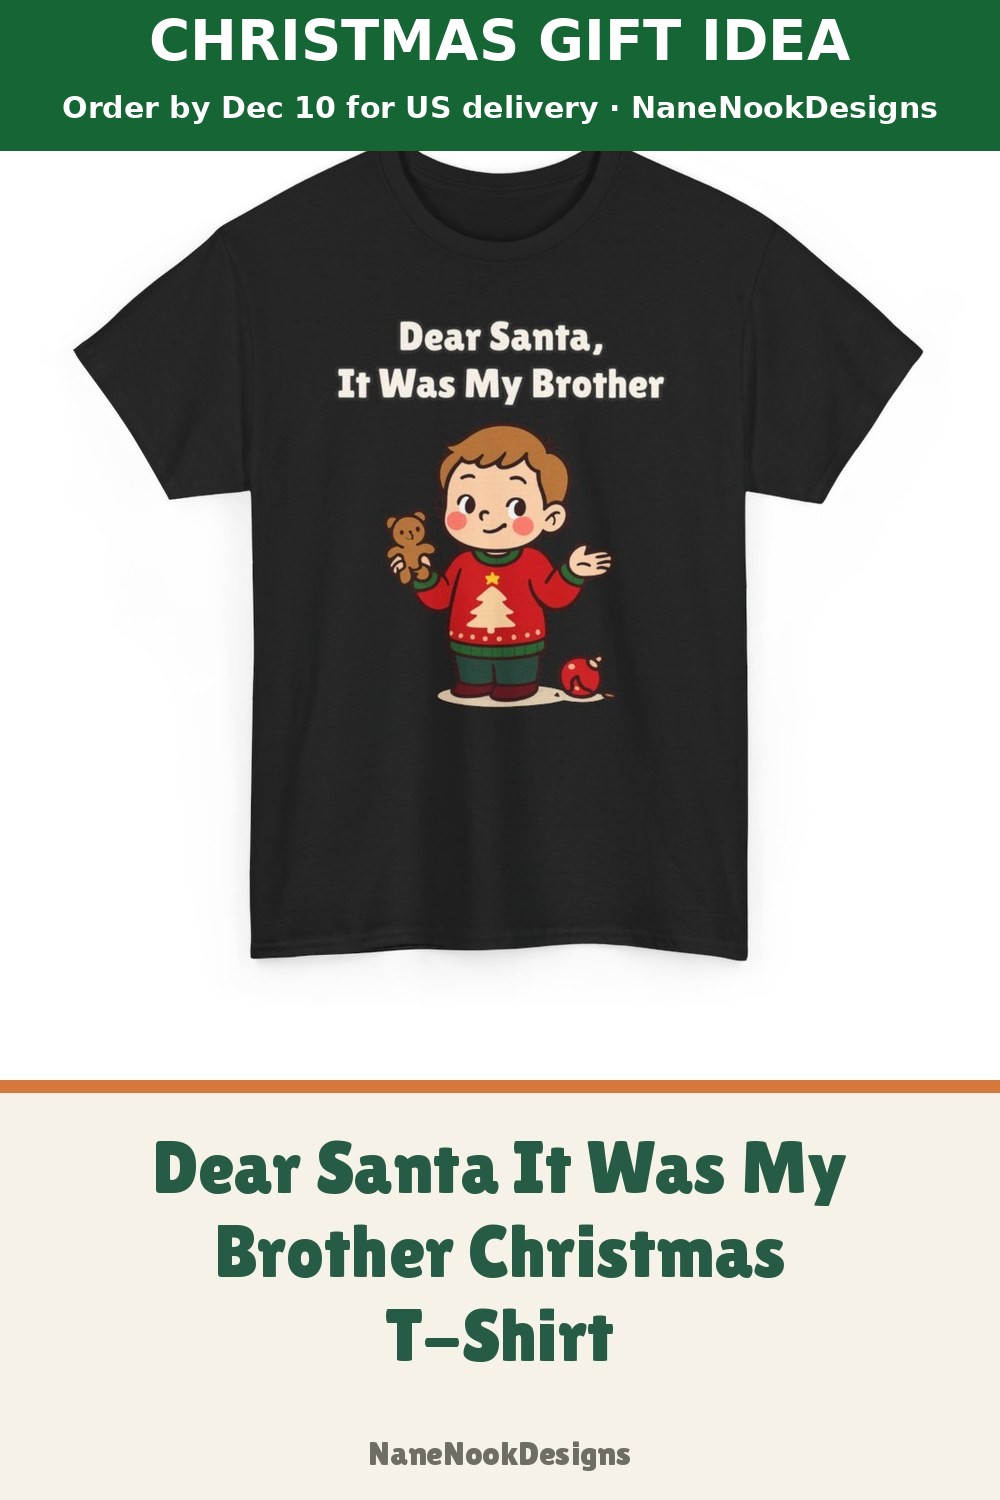 CHRISTMAS GIFT IDEA
Order by Dec 10 for US delivery · NaneNookDesigns
Dear Santa,
It Was My Brother
Dear Santa It Was My
Brother Christmas
T-Shirt
NaneNookDesigns